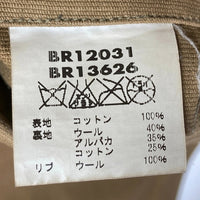 BR12031
BR13626
表地 コットン 100%
裏地 ウール 40%
アルパカ 35%
コットン 25%
リブ ウール 100%